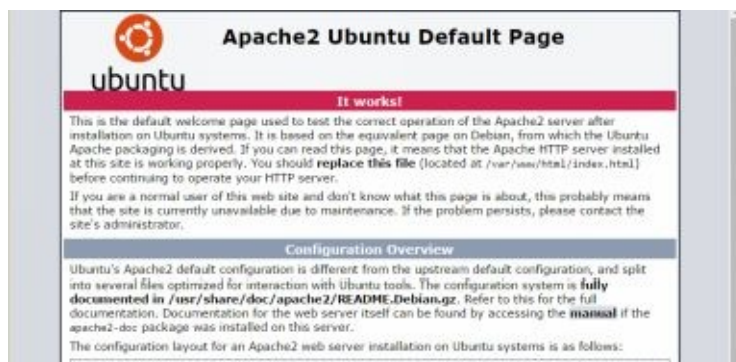 Apache2 Ubuntu Default Page
ubuntu
It works!
This is the default welcome page used to test the correct operation of the Apache2 server after
installation on Ubuntu systems. It is based on the equivalent page on Debian, from which the Ubuntu
Apache packaging is derived. If you can read this page, it means that the Apache HTTP server installed
at this site is working properly. You should replace this file (located at /var/www/html/index.html)
before continuing to operate your HTTP server.
If you are a normal user of this web site and don't know what this page is about, this probably means
that the site is currently unavailable due to maintenance. If the problem persists, please contact the
site's administrator.
Configuration Overview
Ubuntu's Apache2 default configuration is different from the upstream default configuration, and split
into several files optimized for interaction with Ubuntu tools. The configuration system is fully
documented in /usr/share/doc/apache2/README.Debian.gz. Refer to this for the full
documentation. Documentation for the web server itself can be found by accessing the manual if the
apache2-doc package was installed on this server.
The configuration layout for an Apache2 web server installation on Ubuntu systems is as follows: